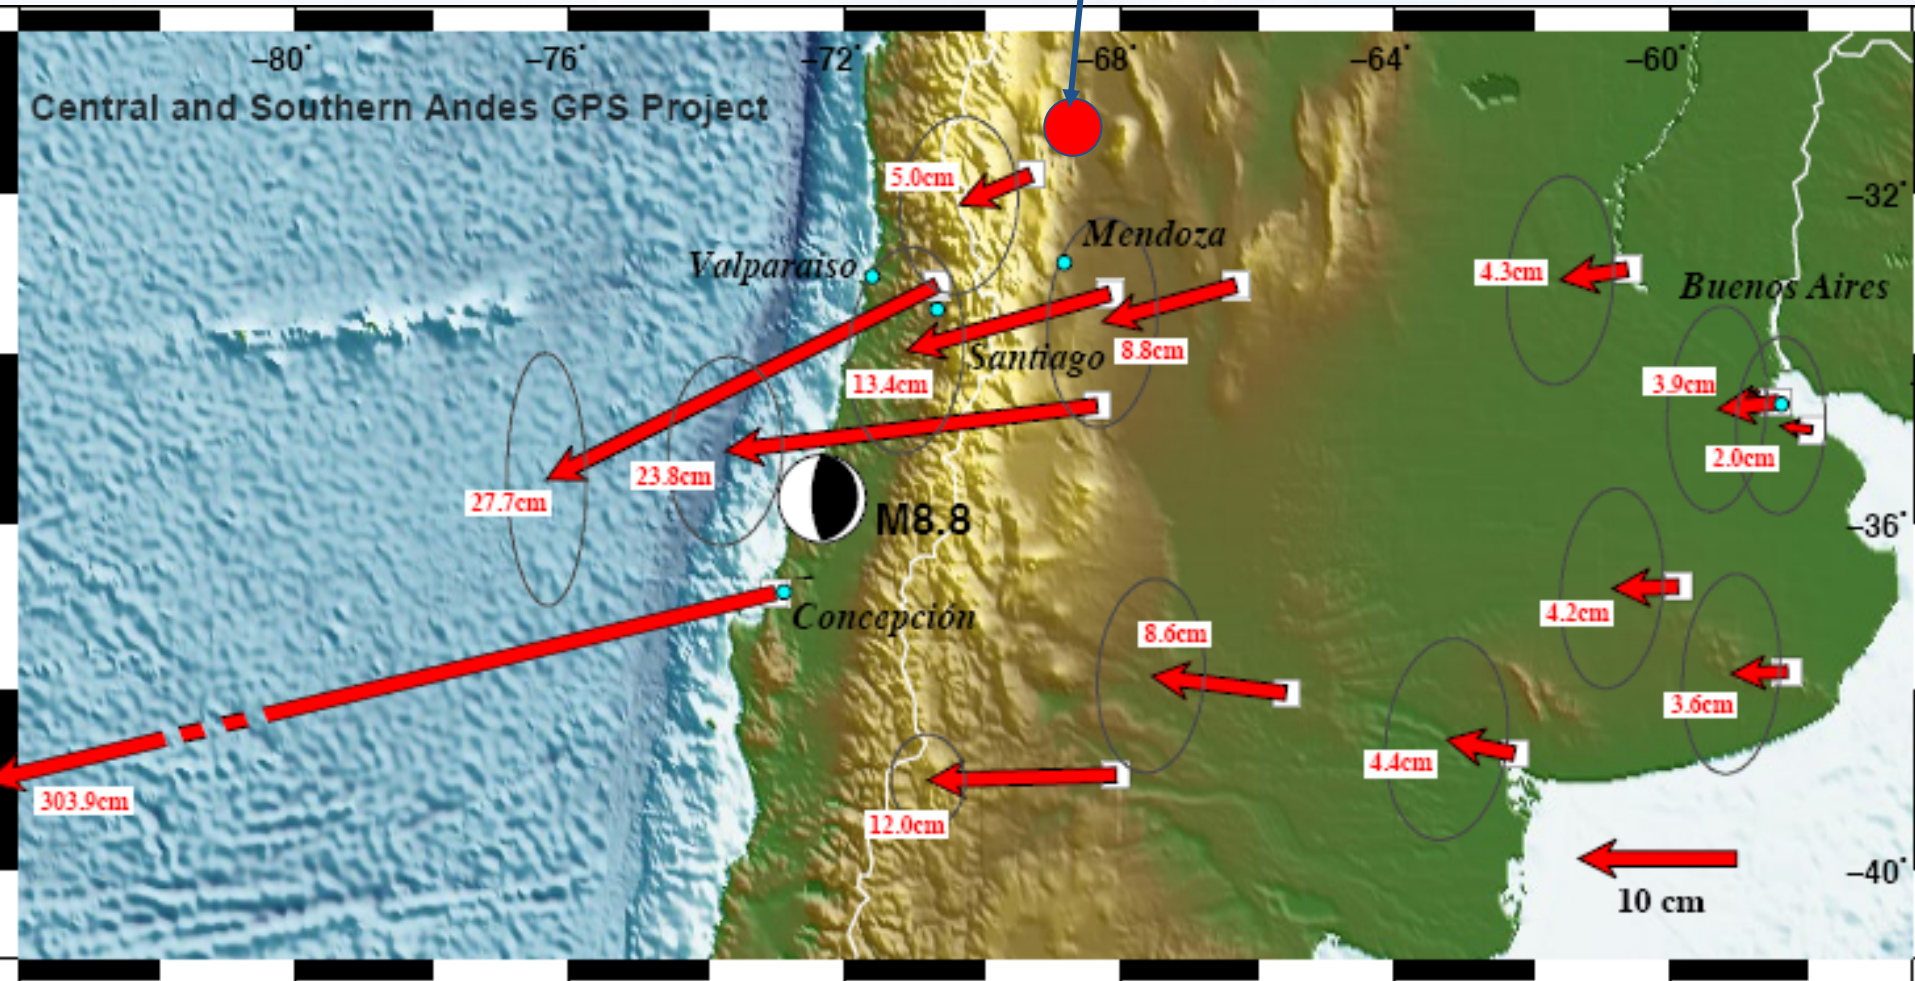 −80° −76° −72° −68° −64° −60°
Central and Southern Andes GPS Project
5.0cm
−32°
Mendoza
Valparaiso
4.3cm
Buenos Aires
Santiago
8.8cm
13.4cm
3.9cm
2.0cm
23.8cm
27.7cm
M8.8
−36°
4.2cm
Concepción
8.6cm
3.6cm
4.4cm
303.9cm
12.0cm
−40°
10 cm